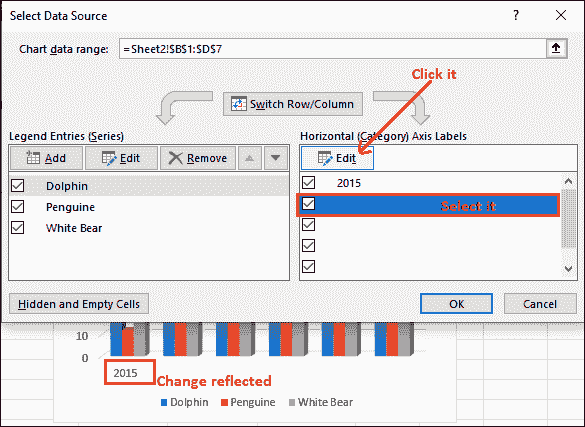 Select Data Source ? ×
Chart data range: =Sheet2!$B$1:$D$7
Click it
Switch Row/Column
Legend Entries (Series) Horizontal (Category) Axis Labels
Add Edit Remove Edit
Dolphin 2015
Penguine Select it
White Bear
Hidden and Empty Cells OK Cancel
10
0
2015 Change reflected
Dolphin Penguine White Bear